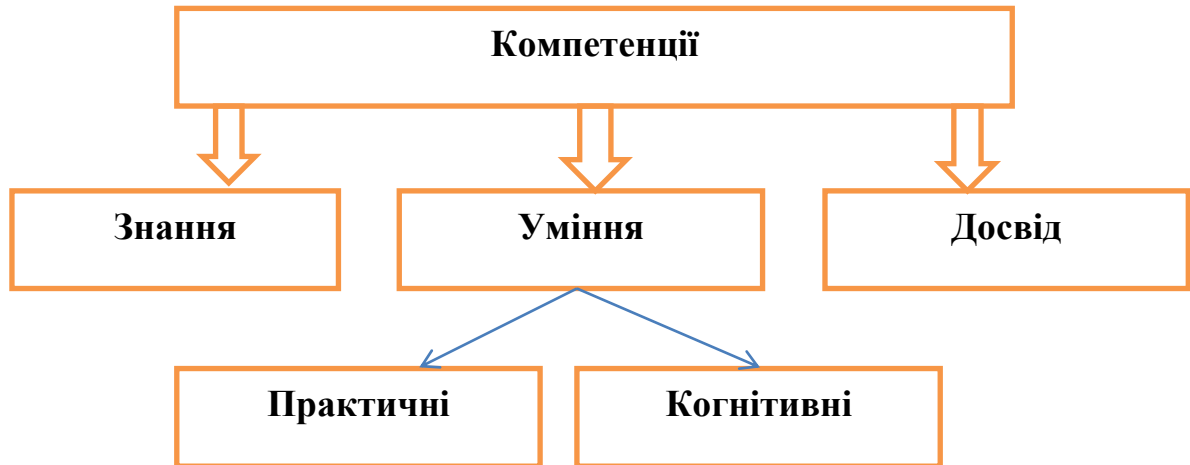 Компетенції
Знання
Уміння
Досвід
Практичні
Когнітивні